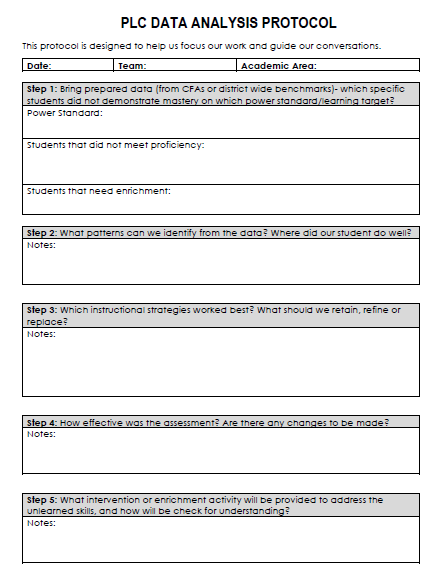 PLC DATA ANALYSIS PROTOCOL
This protocol is designed to help us focus our work and guide our conversations.
Date: Team: Academic Area:
Step 1: Bring prepared data (from CFAs or district wide benchmarks)- which specific
students did not demonstrate mastery on which power standard/learning target?
Power Standard:
Students that did not meet proficiency:
Students that need enrichment:
Step 2: What patterns can we identify from the data? Where did our student do well?
Notes:
Step 3: Which instructional strategies worked best? What should we retain, refine or
replace?
Notes:
Step 4: How effective was the assessment? Are there any changes to be made?
Notes:
Step 5: What intervention or enrichment activity will be provided to address the
unlearned skills, and how will be check for understanding?
Notes: